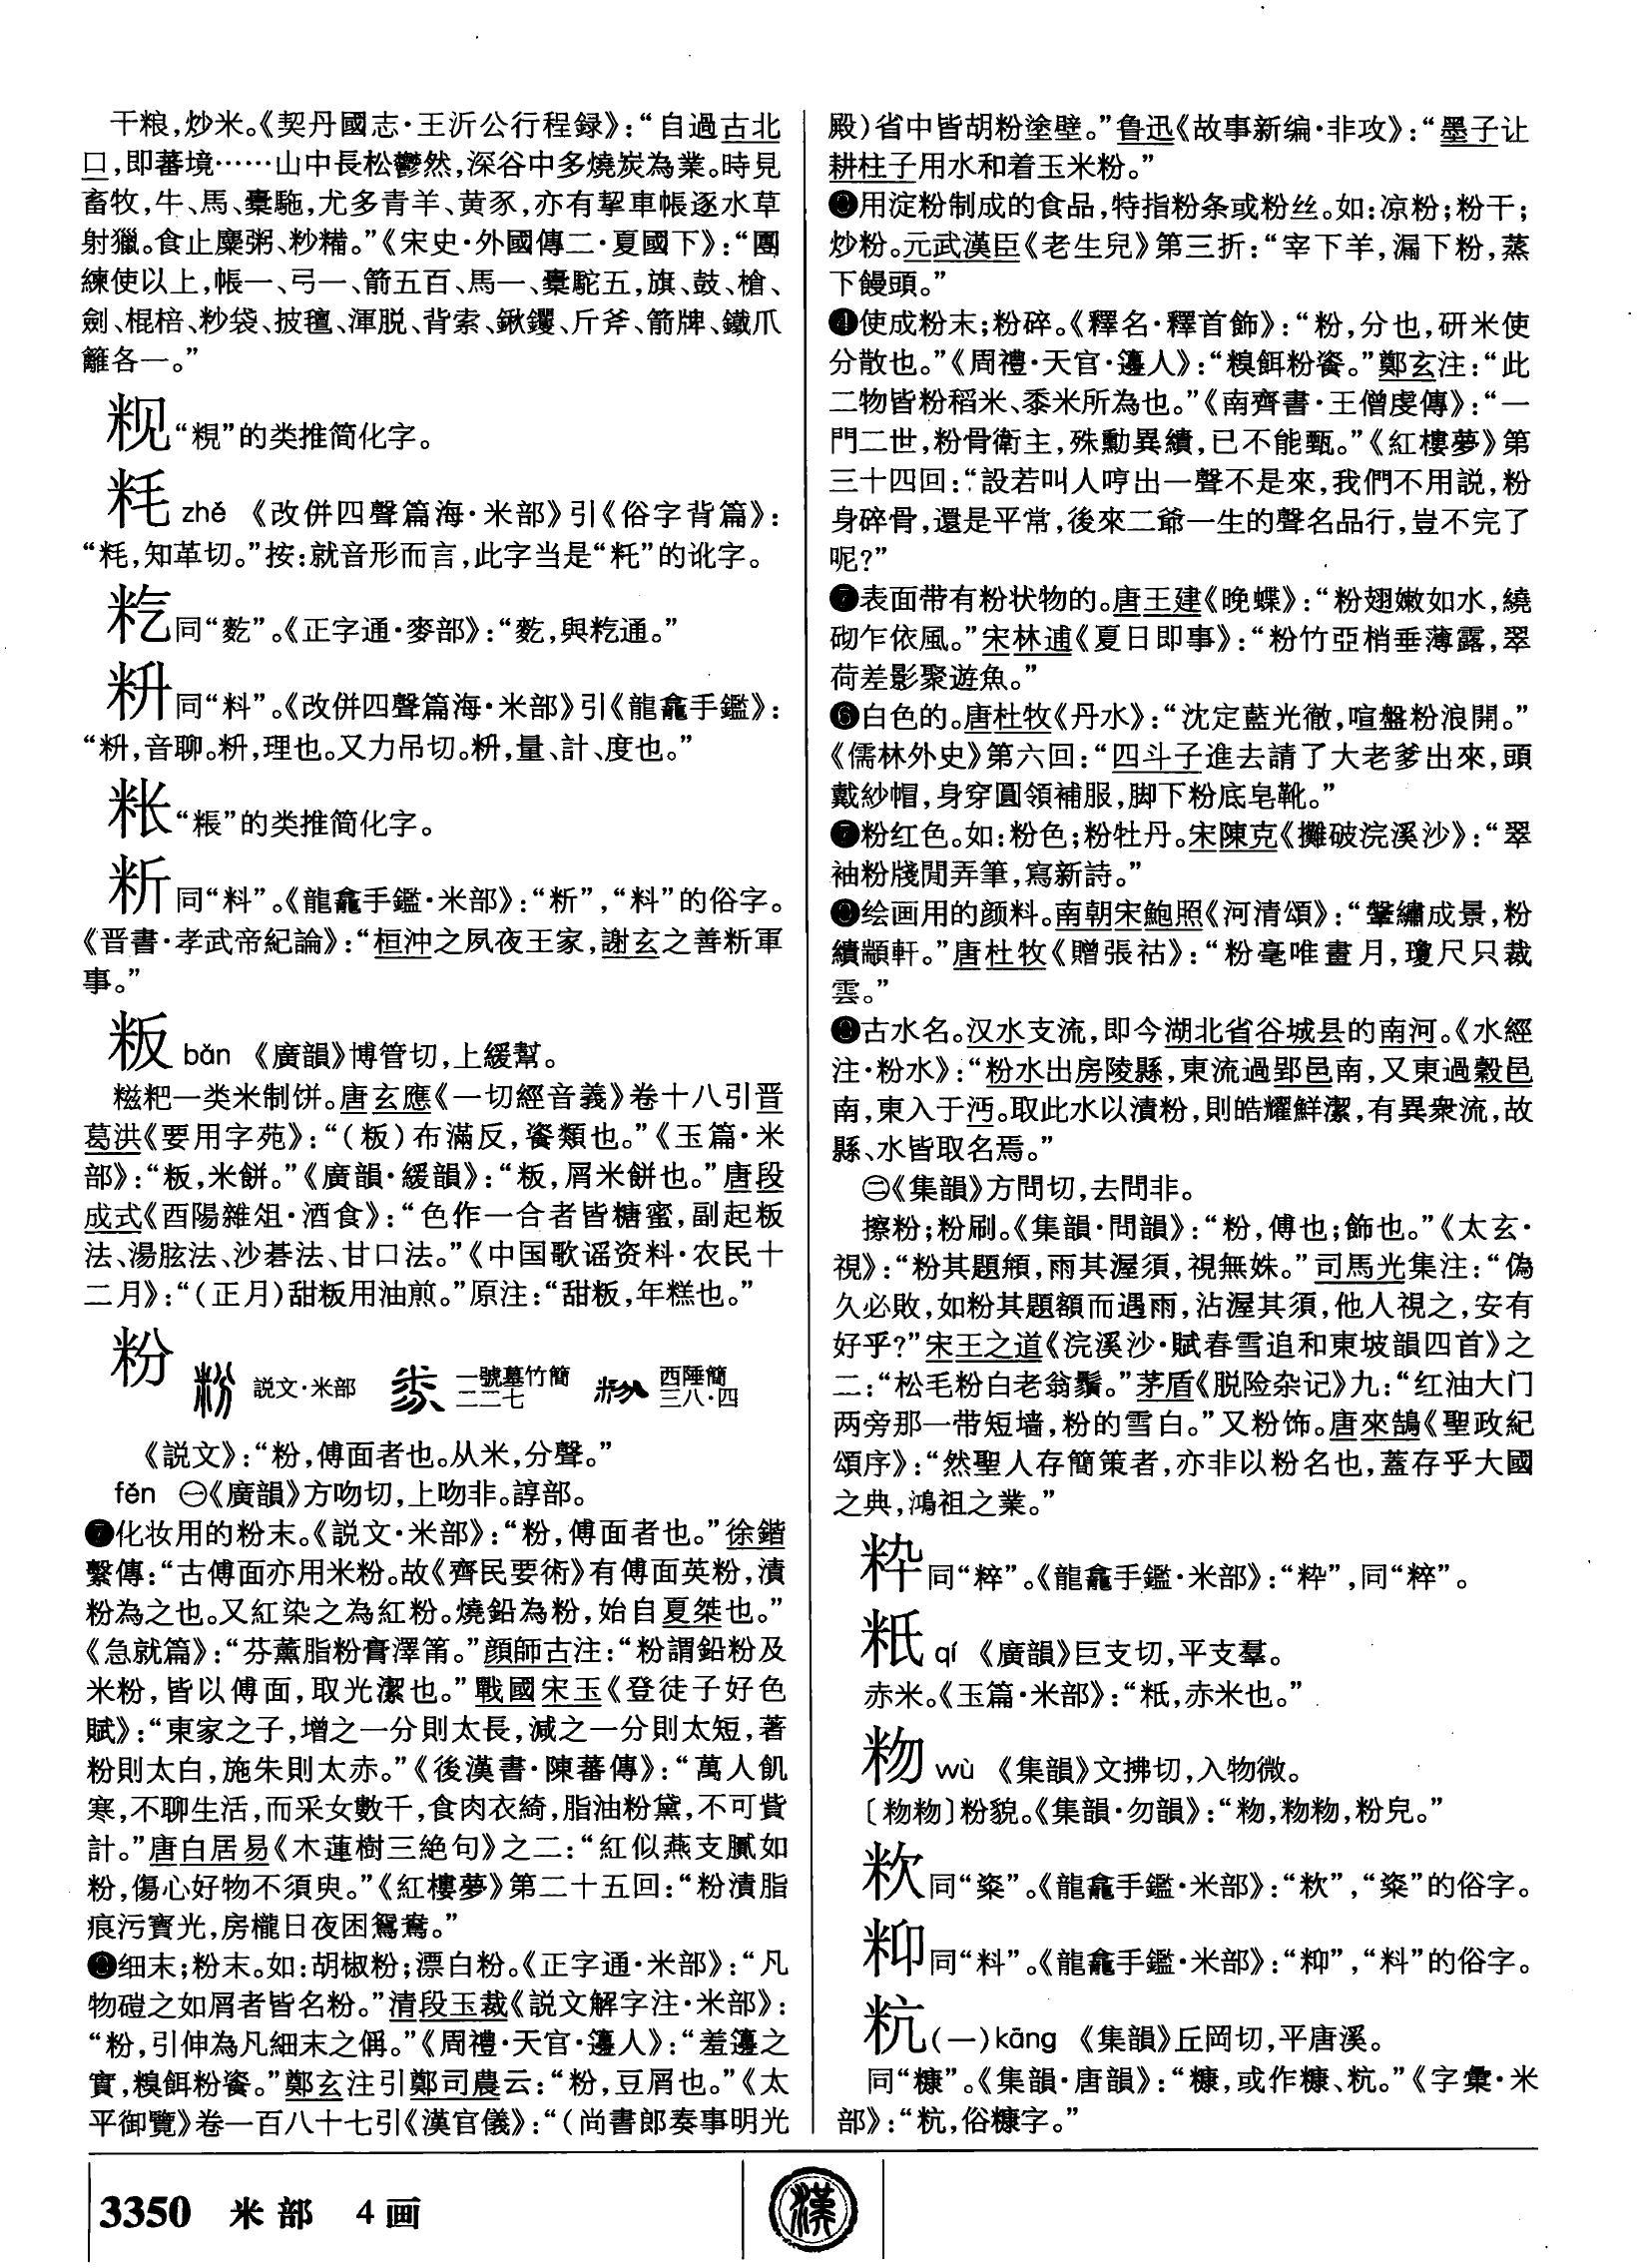 干粮，炒米。《契丹國志·王沂公行程録》：“自過古北
口，即蕃境……山中長松鬱然，深谷中多燒炭為業。時見
畜牧，牛、馬、橐駞，尤多青羊、黄豕，亦有挈車帳逐水草
射獵。食止麋粥、粆糒。”《宋史·外國傳二·夏國下》：“團
練使以上，帳一、弓一、箭五百、馬一、橐駝五，旗、鼓、槍、
劍、棍棓、粆袋、披氊、渾脱、背索、鍬钁、斤斧、箭牌、鐵爪
籬各一。”
“粯”的类推简化字。
zhě 《改併四聲篇海·米部》引《俗字背篇》：
“粍，知革切。”按：就音形而言，此字当是“籷”的讹字。
籺同“麧”。《正字通·麥部》：“麧，與籺通。”
同“料”。《改併四聲篇海·米部》引《龍龕手鑑》：
“粌，音聊。粌，理也。又力吊切。粌，量、計、度也。”
“粻”的类推简化字。
㪴同“料”。《龍龕手鑑·米部》：“㪴”，“料”的俗字。
《晋書·孝武帝紀論》：“桓沖之夙夜王家，謝玄之善㪴軍
事。”
粄 bǎn 《廣韻》博管切，上緩幫。
糍粑一类米制饼。唐玄應《一切經音義》卷十八引晋
葛洪《要用字苑》：“（粄）布滿反，餈類也。”《玉篇·米
部》：“粄，米餅。”《廣韻·緩韻》：“粄，屑米餅也。”唐段
成式《酉陽雜俎·酒食》：“色作一合者皆糖蜜，副起粄
法、湯胘法、沙碁法、甘口法。”《中国歌谣资料·农民十
二月》：“（正月）甜粄用油煎。”原注：“甜粄，年糕也。”
粉 説文·米部 一號墓竹簡二二七 西陲簡三八·四
《説文》：“粉，傅面者也。从米，分聲。”
fěn ㊀《廣韻》方吻切，上吻非。諄部。
❶化妆用的粉末。《説文·米部》：“粉，傅面者也。”徐鍇
繫傳：“古傅面亦用米粉。故《齊民要術》有傅面英粉，漬
粉為之也。又紅染之為紅粉。燒鉛為粉，始自夏桀也。”
《急就篇》：“芬薰脂粉膏澤筩。”顔師古注：“粉謂鉛粉及
米粉，皆以傅面，取光潔也。”戰國宋玉《登徒子好色
賦》：“東家之子，增之一分則太長，減之一分則太短，著
粉則太白，施朱則太赤。”《後漢書·陳蕃傳》：“萬人飢
寒，不聊生活，而采女數千，食肉衣綺，脂油粉黛，不可貲
計。”唐白居易《木蓮樹三絶句》之二：“紅似燕支膩如
粉，傷心好物不須臾。”《紅樓夢》第二十五回：“粉漬脂
痕污寳光，房櫳日夜困鴛鴦。”
❷细末；粉末。如：胡椒粉；漂白粉。《正字通·米部》：“凡
物磑之如屑者皆名粉。”清段玉裁《説文解字注·米部》：
“粉，引伸為凡細末之偁。”《周禮·天官·籩人》：“羞籩之
實，糗餌粉餈。”鄭玄注引鄭司農云：“粉，豆屑也。”《太
平御覽》卷一百八十七引《漢官儀》：“（尚書郎奏事明光
殿）省中皆胡粉塗壁。”鲁迅《故事新编·非攻》：“墨子让
耕柱子用水和着玉米粉。”
❸用淀粉制成的食品，特指粉条或粉丝。如：凉粉；粉干；
炒粉。元武漢臣《老生兒》第三折：“宰下羊，漏下粉，蒸
下饅頭。”
❹使成粉末；粉碎。《釋名·釋首飾》：“粉，分也，研米使
分散也。”《周禮·天官·籩人》：“糗餌粉餈。”鄭玄注：“此
二物皆粉稻米、黍米所為也。”《南齊書·王僧虔傳》：“一
門二世，粉骨衛主，殊勳異績，已不能甄。”《紅樓夢》第
三十四回：“設若叫人哼出一聲不是來，我們不用説，粉
身碎骨，還是平常，後來二爺一生的聲名品行，豈不完了
呢？”
❺表面带有粉状物的。唐王建《晚蝶》：“粉翅嫩如水，繞
砌乍依風。”宋林逋《夏日即事》：“粉竹亞梢垂薄露，翠
荷差影聚遊魚。”
❻白色的。唐杜牧《丹水》：“沈定藍光徹，喧盤粉浪開。”
《儒林外史》第六回：“四斗子進去請了大老爹出來，頭
戴紗帽，身穿圓領補服，脚下粉底皂靴。”
❼粉红色。如：粉色；粉牡丹。宋陳克《攤破浣溪沙》：“翠
袖粉牋閒弄筆，寫新詩。”
❽绘画用的颜料。南朝宋鮑照《河清頌》：“鞶繡成景，粉
繢顓軒。”唐杜牧《贈張祜》：“粉毫唯畫月，瓊尺只裁
雲。”
❾古水名。汉水支流，即今湖北省谷城县的南河。《水經
注·粉水》：“粉水出房陵縣，東流過郢邑南，又東過穀邑
南，東入于沔。取此水以漬粉，則皓耀鮮潔，有異衆流，故
縣、水皆取名焉。”
㊁《集韻》方問切，去問非。
擦粉；粉刷。《集韻·問韻》：“粉，傅也；飾也。”《太玄·
視》：“粉其題頯，雨其渥須，視無姝。”司馬光集注：“偽
久必敗，如粉其題額而遇雨，沾渥其須，他人視之，安有
好乎？”宋王之道《浣溪沙·賦春雪追和東坡韻四首》之
二：“松毛粉白老翁鬚。”茅盾《脱险杂记》九：“红油大门
两旁那一带短墙，粉的雪白。”又粉饰。唐來鵠《聖政紀
頌序》：“然聖人存簡策者，亦非以粉名也，蓋存乎大國
之典，鴻祖之業。”
粋同“粹”。《龍龕手鑑·米部》：“粋”，同“粹”。
𥹁 qí 《廣韻》巨支切，平支羣。
赤米。《玉篇·米部》：“𥹁，赤米也。”
粅 wù 《集韻》文拂切，入物微。
〔粅粅〕粉貌。《集韻·勿韻》：“粅，粅粅，粉皃。”
同“粢”。《龍龕手鑑·米部》：“”，“粢”的俗字。
同“料”。《龍龕手鑑·米部》：“”，“料”的俗字。
粇（一）kāng 《集韻》丘岡切，平唐溪。
同“糠”。《集韻·唐韻》：“糠，或作穅、粇。”《字彙·米
部》：“粇，俗糠字。”
3350 米部 4画
漢